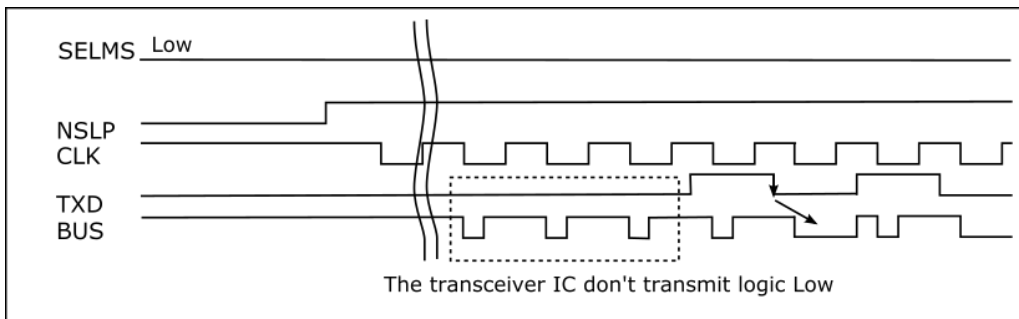 SELMS Low
NSLP
CLK
TXD
BUS
The transceiver IC don't transmit logic Low